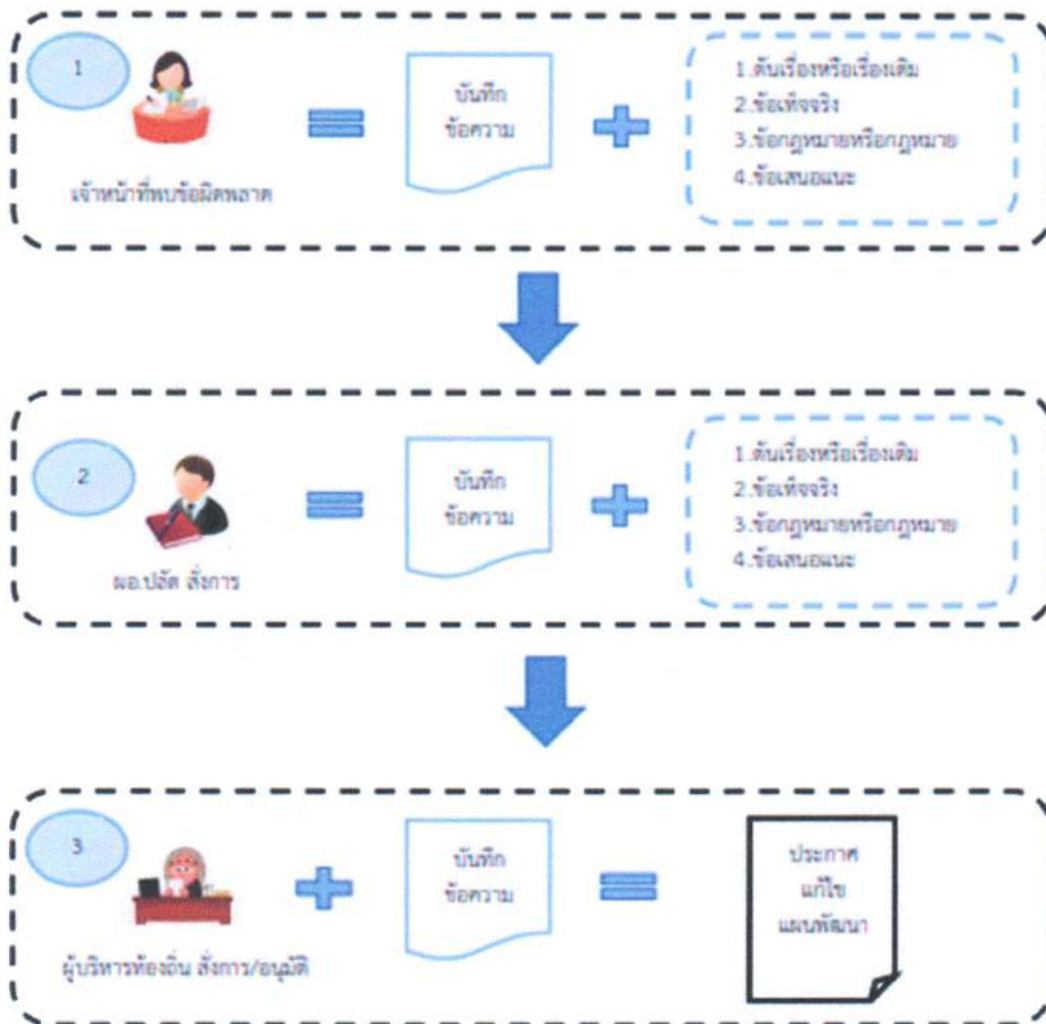 1
บันทึก
ข้อความ
1.ต้นเรื่องหรือเรื่องเดิม
2.ข้อเท็จจริง
3.ข้อกฎหมายหรือกฎหมาย
4.ข้อเสนอแนะ
เจ้าหน้าที่พบข้อผิดพลาด
2
บันทึก
ข้อความ
1.ต้นเรื่องหรือเรื่องเดิม
2.ข้อเท็จจริง
3.ข้อกฎหมายหรือกฎหมาย
4.ข้อเสนอแนะ
ผอ.ปลัด สั่งการ
3
บันทึก
ข้อความ
ประกาศ
แก้ไข
แผนพัฒนา
ผู้บริหารท้องถิ่น สั่งการ/อนุมัติ